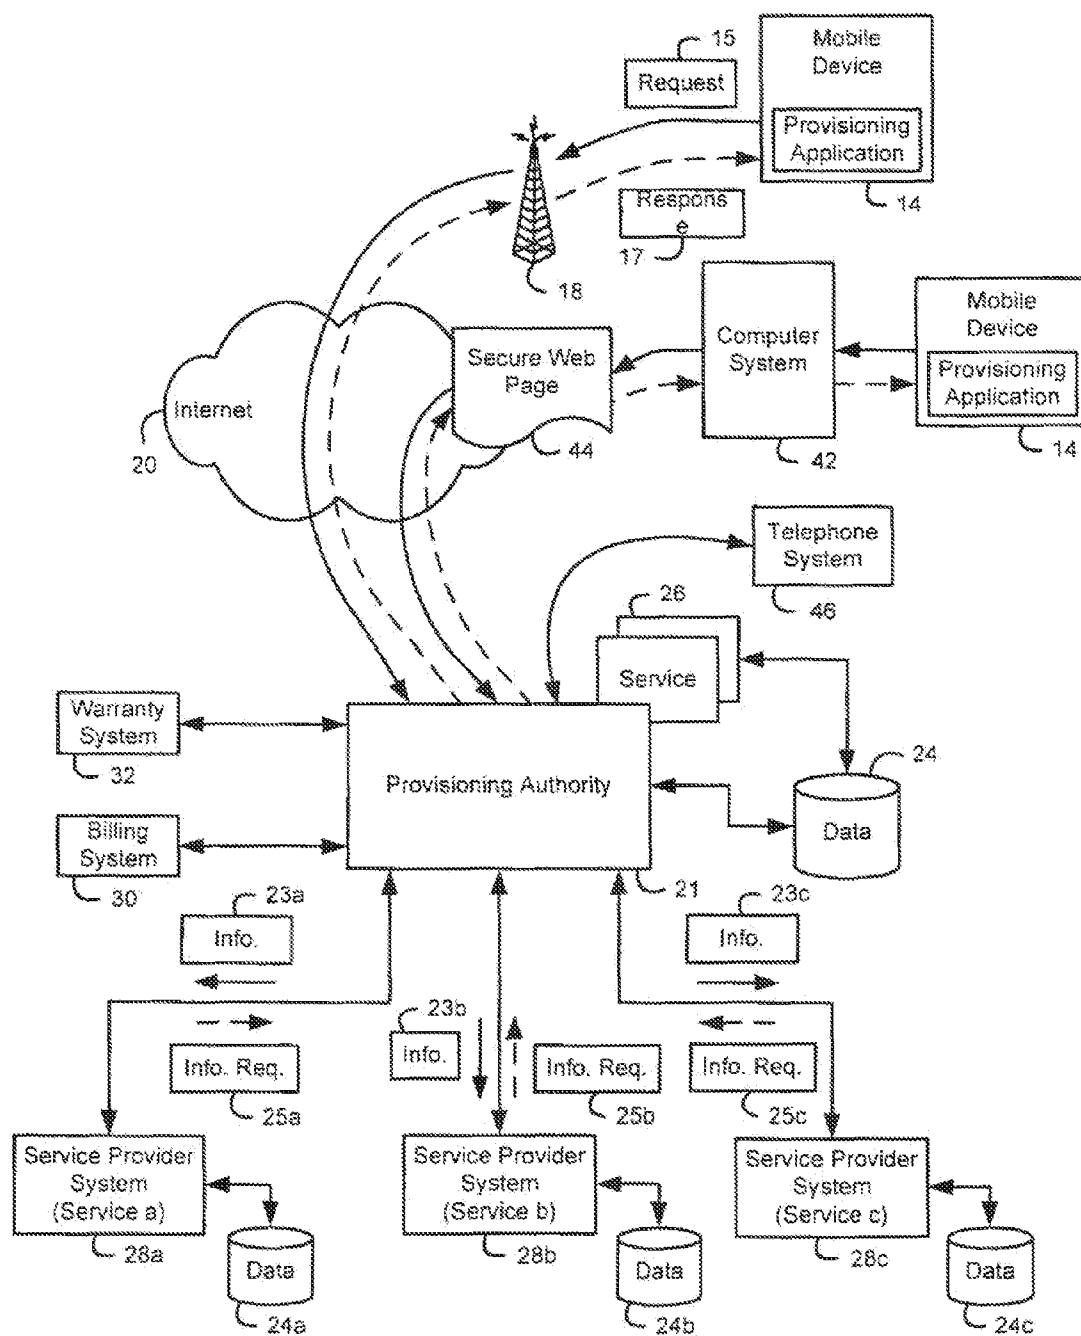 15
Request
Mobile
Device
Provisioning
Application
14
Respons
e
17
18
Mobile
Device
Provisioning
Application
14
Computer
System
42
Secure Web
Page
44
Internet
20
Telephone
System
46
26
Service
Warranty
System
32
Provisioning Authority
21
24
Data
Billing
System
30
23a
Info.
23c
Info.
23b
Info.
Info. Req.
25a
Info. Req.
25b
Info. Req.
25c
Service Provider
System
(Service a)
28a
Data
24a
Service Provider
System
(Service b)
28b
Data
24b
Service Provider
System
(Service c)
28c
Data
24c